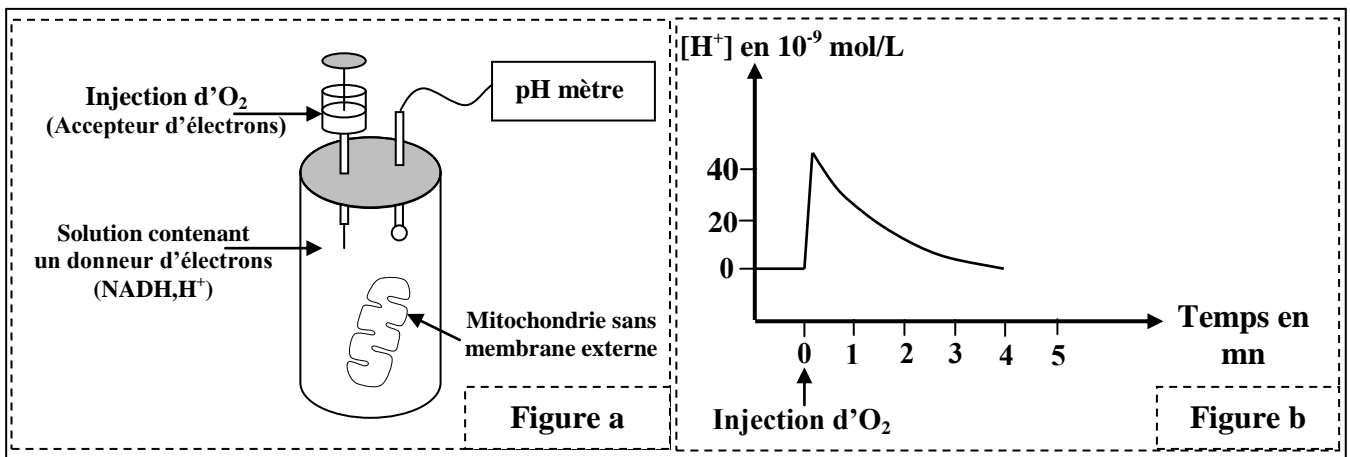 Injection d’O₂
(Accepteur d’électrons)
pH mètre
Solution contenant
un donneur d’électrons
(NADH,H⁺)
Mitochondrie sans
membrane externe
Figure a
[H⁺] en 10⁻⁹ mol/L
40
20
0
0 1 2 3 4 5
Temps en
mn
Injection d’O₂
Figure b